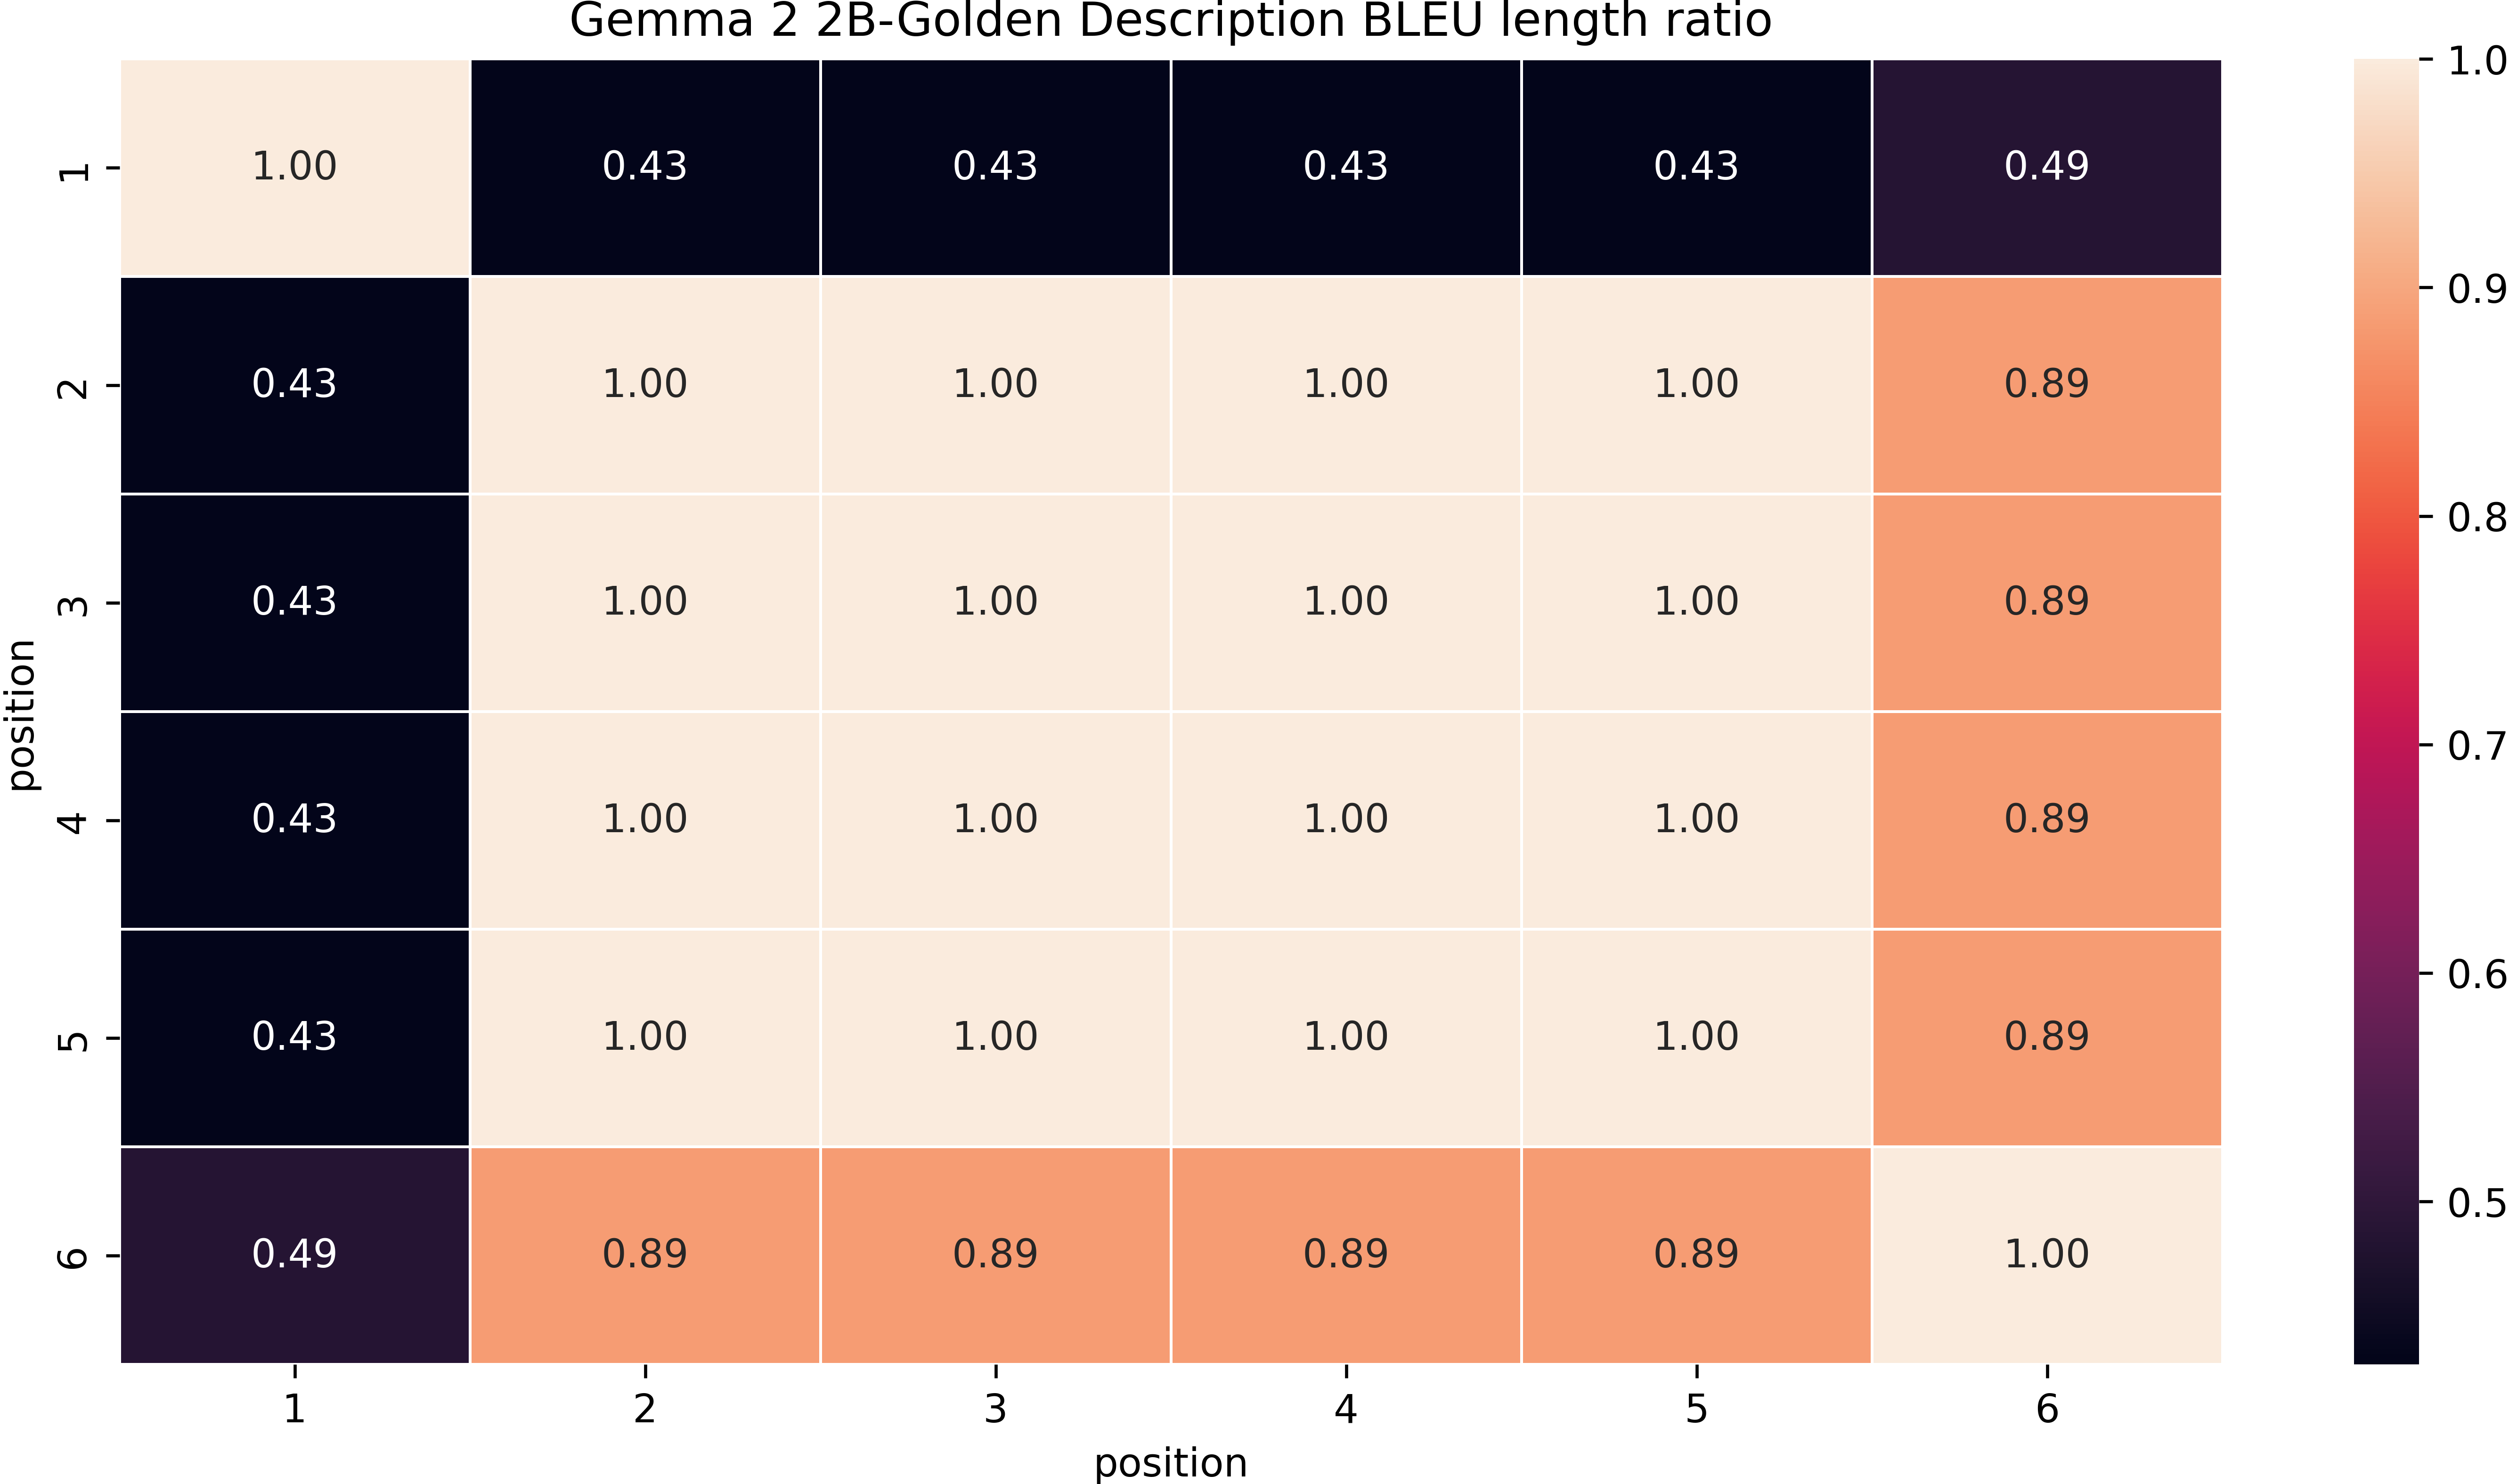 Gemma 2 2B-Golden Description BLEU length ratio
1.0
1 1.00 0.43 0.43 0.43 0.43 0.49
0.9
2 0.43 1.00 1.00 1.00 1.00 0.89
0.8
3 0.43 1.00 1.00 1.00 1.00 0.89
position
0.7
4 0.43 1.00 1.00 1.00 1.00 0.89
0.6
5 0.43 1.00 1.00 1.00 1.00 0.89
0.5
6 0.49 0.89 0.89 0.89 0.89 1.00
1 2 3 4 5 6
position